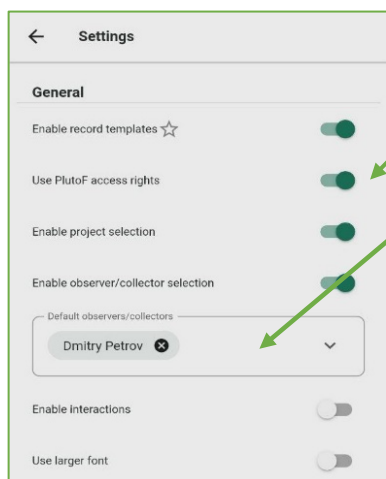 Settings
General
Enable record templates
Use PlutoF access rights
Enable project selection
Enable observer/collector selection
Default observers/collectors
Dmitry Petrov
Enable interactions
Use larger font